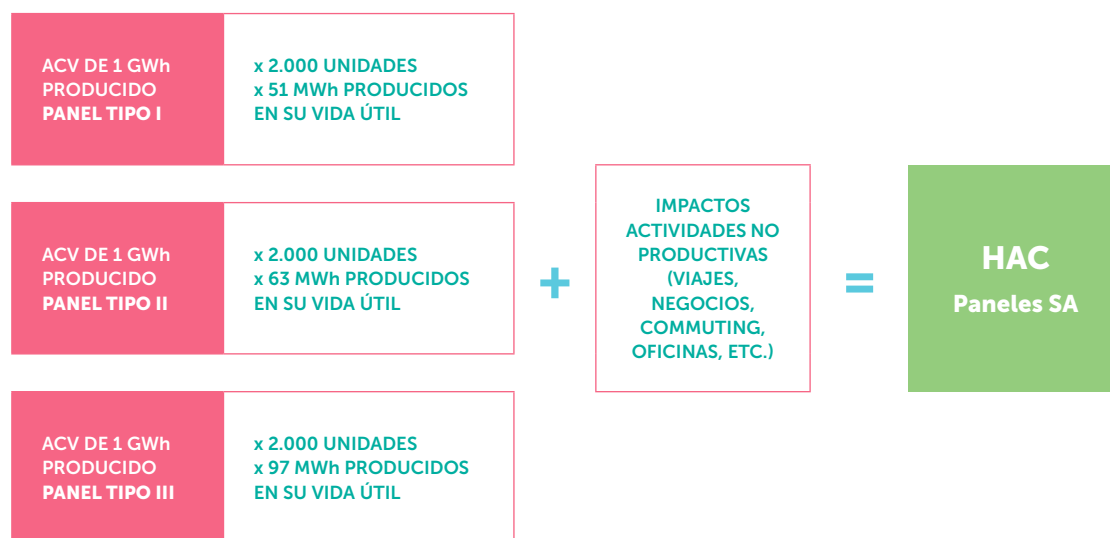 ACV DE 1 GWh
PRODUCIDO
PANEL TIPO I
x 2.000 UNIDADES
x 51 MWh PRODUCIDOS
EN SU VIDA ÚTIL
ACV DE 1 GWh
PRODUCIDO
PANEL TIPO II
x 2.000 UNIDADES
x 63 MWh PRODUCIDOS
EN SU VIDA ÚTIL
ACV DE 1 GWh
PRODUCIDO
PANEL TIPO III
x 2.000 UNIDADES
x 97 MWh PRODUCIDOS
EN SU VIDA ÚTIL
+
IMPACTOS
ACTIVIDADES NO
PRODUCTIVAS
(VIAJES,
NEGOCIOS,
COMMUTING,
OFICINAS, ETC.)
=
HAC
Paneles SA